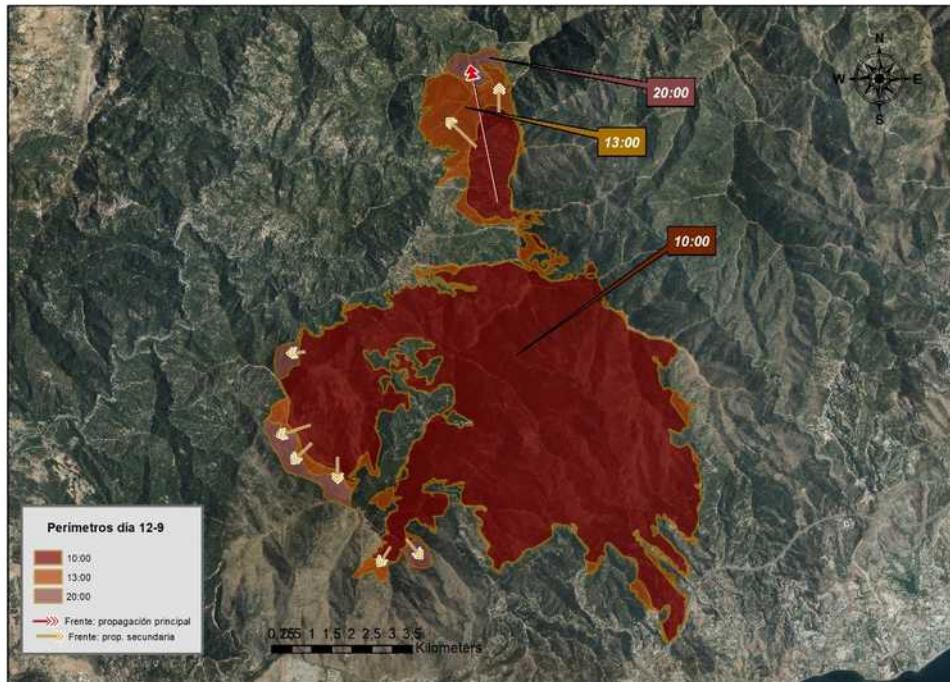 N
W E
S
20:00
13:00
10:00
Perímetros día 12-9
10:00
13:00
20:00
Frente: propagación principal
Frente: prop. secundaria
1 1.5 2 2.5 3 3.5
Kilometers